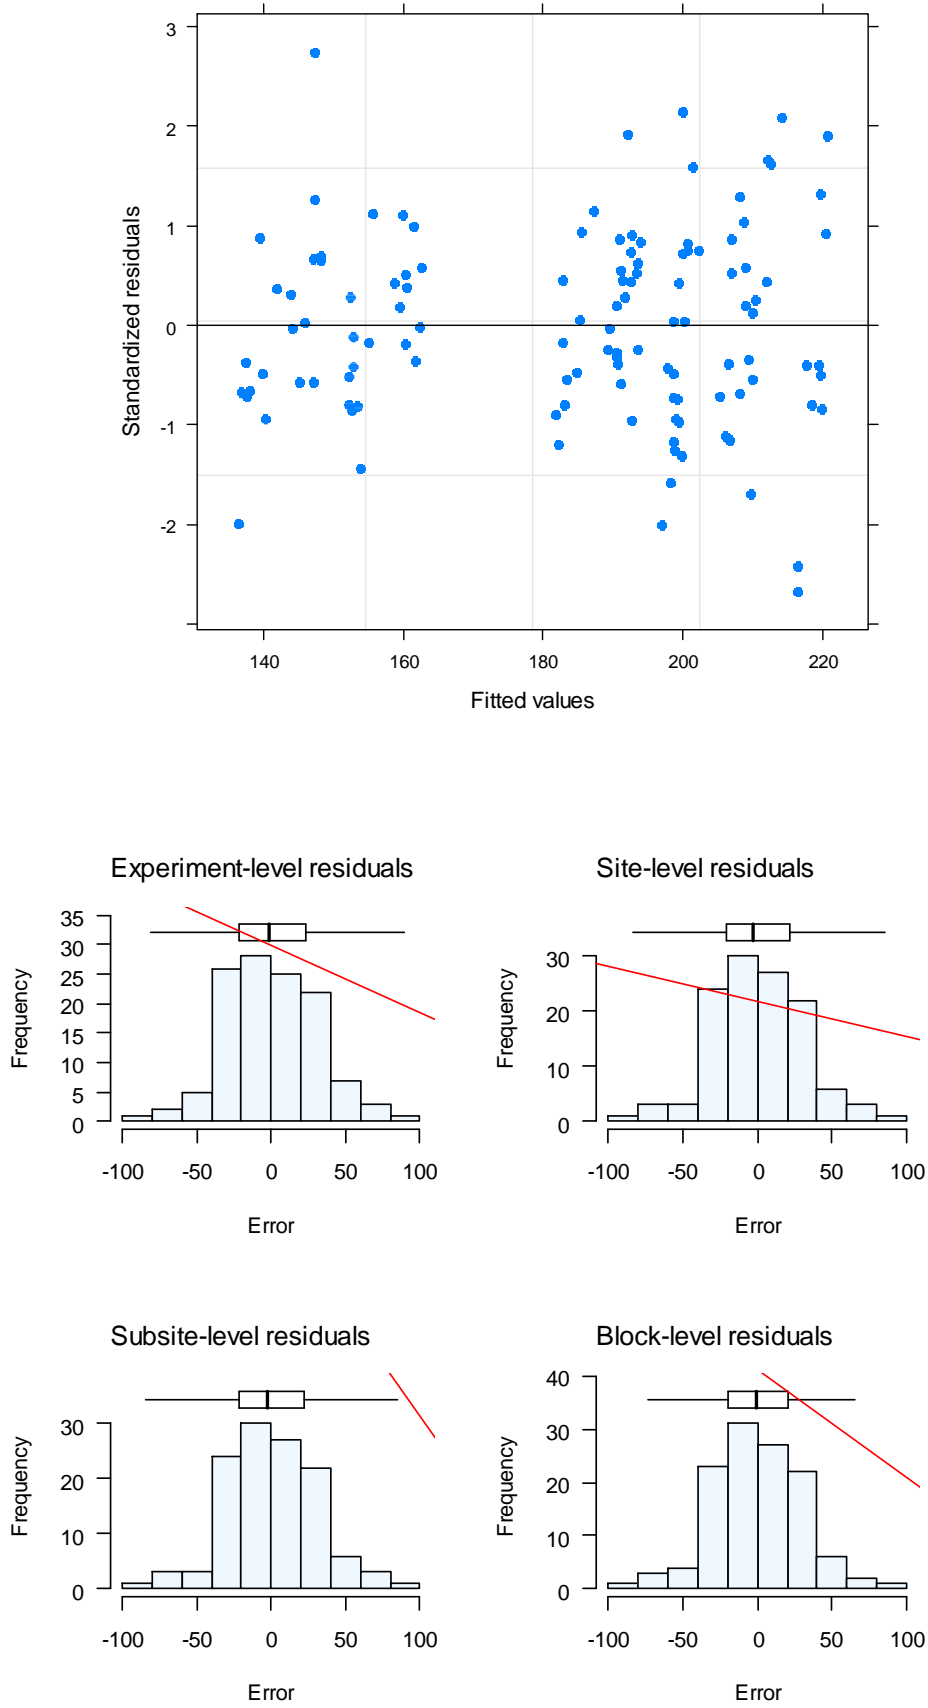 3
2
1
0
-1
-2
Standardized residuals
140 160 180 200 220
Fitted values
Experiment-level residuals
35
30
25
20
15
10
5
0
Frequency
-100 -50 0 50 100
Error
Site-level residuals
30
20
10
0
Frequency
-100 -50 0 50 100
Error
Subsite-level residuals
30
20
10
0
Frequency
-100 -50 0 50 100
Error
Block-level residuals
40
30
20
10
0
Frequency
-100 -50 0 50 100
Error